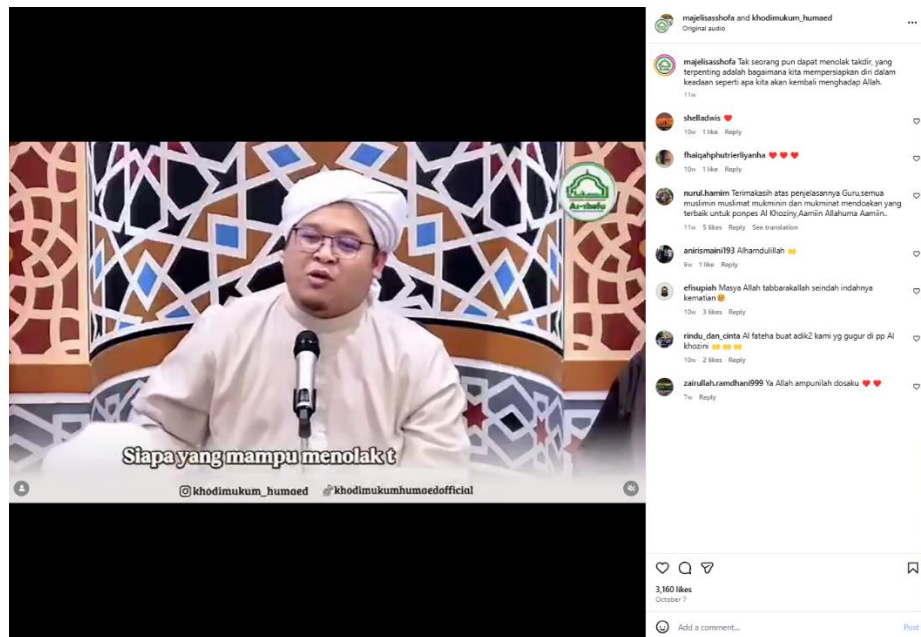 majelisasshofa and khodimukum_humaed
Original audio
majelisasshofa Tak seorang pun dapat menolak takdir, yang
terpenting adalah bagaimana kita mempersiapkan diri dalam
keadaan seperti apa kita akan kembali menghadap Allah.
11w
shelladwis ❤️
10w 1 like Reply
fhaiqahphutrierliyanha ❤️ ❤️ ❤️
10w 1 like Reply
nurul.hamim Terimakasih atas penjelasannya Guru,semua
muslimin muslimat mukminin dan mukminat mendoakan yang
terbaik untuk ponpes Al Khoziny,Aamiin Allahuma Aamiin..
11w 5 likes Reply See translation
anirismaini193 Alhamdulillah 🤲
9w 1 like Reply
efisupiah Masya Allah tabbarakallah seindah indahnya
kematian
10w 3 likes Reply
rindu_dan_cinta Al fateha buat adik2 kami yg gugur di pp Al
khozini 🤲 🤲 🤲
10w 2 likes Reply
zairullah.ramdhani999 Ya Allah ampunilah dosaku ❤️ ❤️
7w Reply
As-shofa
Siapa yang mampu menolak t
khodimukum_humaed khodimukumhumaedofficial
3,160 likes
October 7
Add a comment...
Post